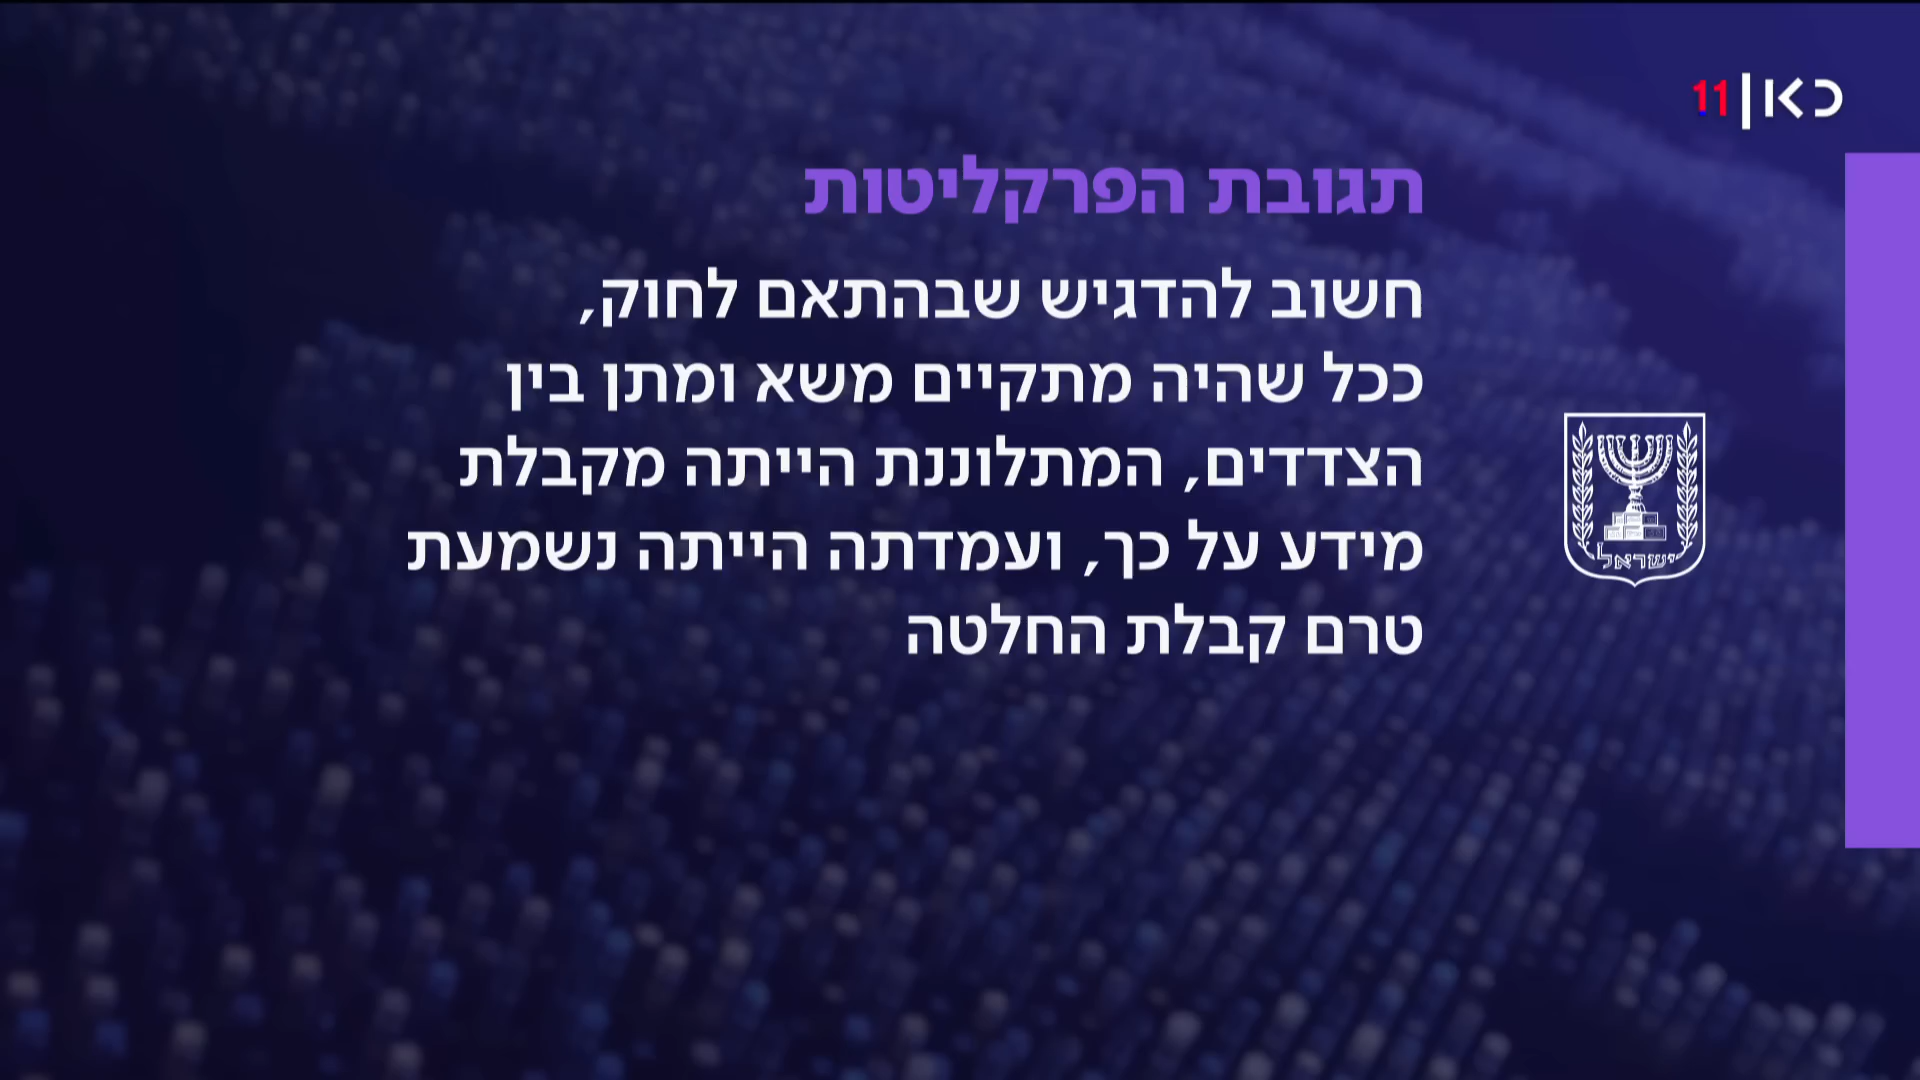 כאן 11
תגובת הפרקליטות
חשוב להדגיש שבהתאם לחוק,
ככל שהיה מתקיים משא ומתן בין
הצדדים, המתלוננת הייתה מקבלת
מידע על כך, ועמדתה הייתה נשמעת
טרם קבלת החלטה
ישראל